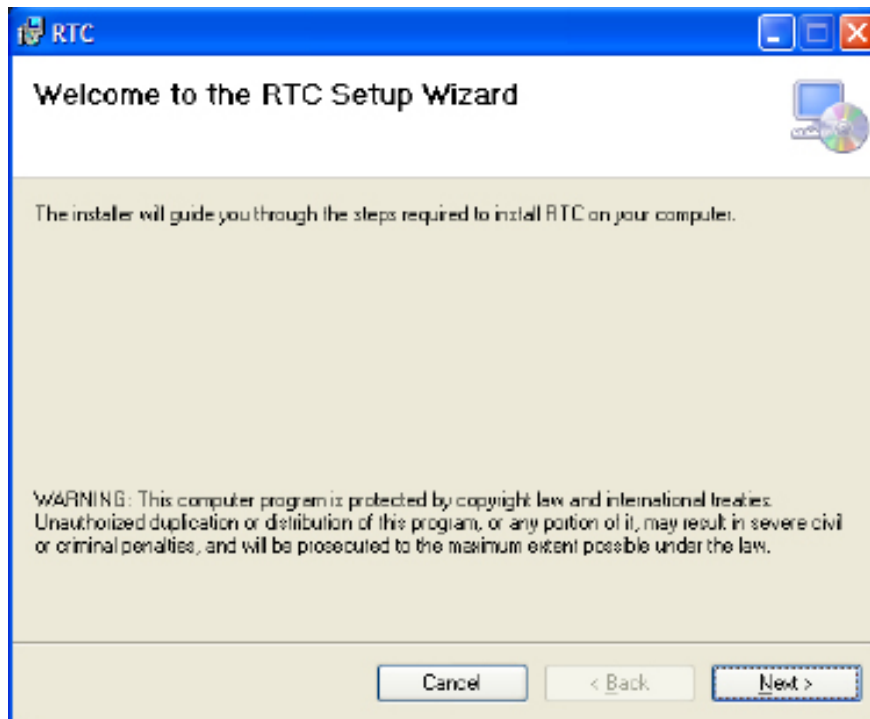 RTC
Welcome to the RTC Setup Wizard
The installer will guide you through the steps required to install RTC on your computer.
WARNING: This computer program is protected by copyright law and international treaties.
Unauthorized duplication or distribution of this program, or any portion of it, may result in severe civil
or criminal penalties, and will be prosecuted to the maximum extent possible under the law.
Cancel
< Back
Next >